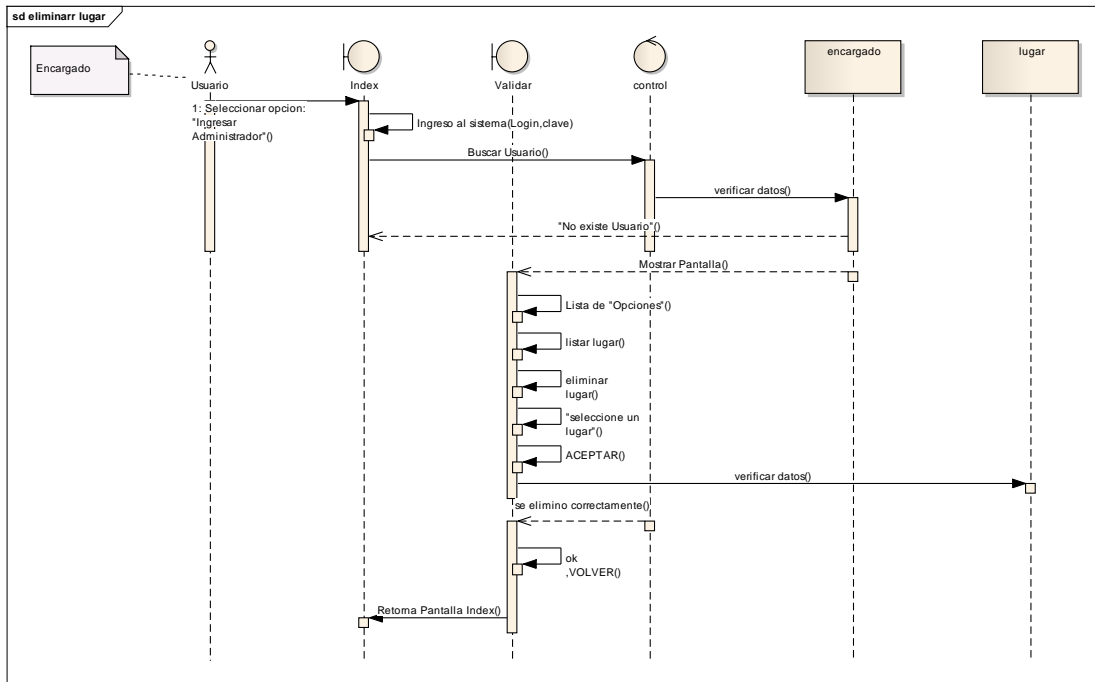 sd eliminarr lugar
Encargado
Usuario
Index
Validar
control
encargado
lugar
1: Seleccionar opcion:
"Ingresar
Administrador"()
Ingreso al sistema(Login,clave)
Buscar Usuario()
verificar datos()
"No existe Usuario"()
Mostrar Pantalla()
Lista de "Opciones"()
listar lugar()
eliminar
lugar()
"seleccione un
lugar"()
ACEPTAR()
verificar datos()
se elimino correctamente()
ok
,VOLVER()
Retorna Pantalla Index()